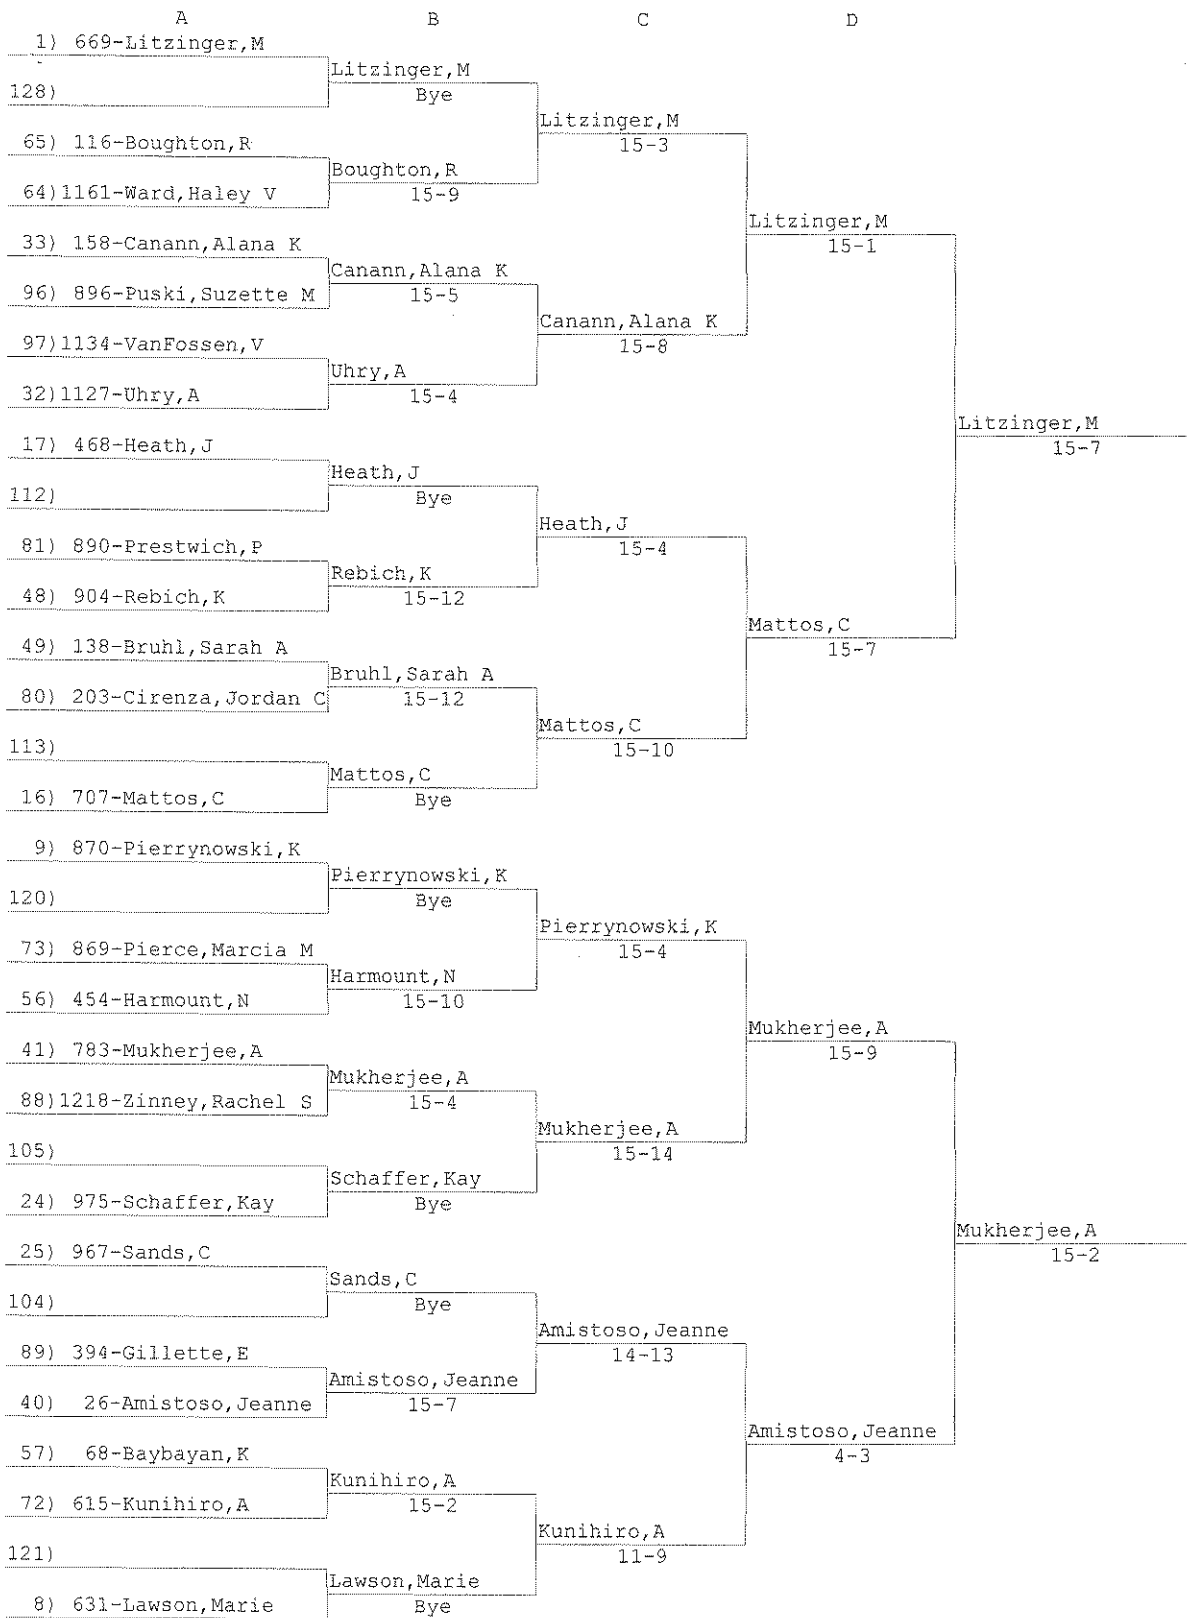 A B C D
1) 669-Litzinger,M
Litzinger,M
128)
Bye
Litzinger,M
15-3
65) 116-Boughton,R
Boughton,R
64)1161-Ward,Haley V
15-9
Litzinger,M
15-1
33) 158-Canann,Alana K
Canann,Alana K
96) 896-Puski,Suzette M
15-5
Canann,Alana K
15-8
97)1134-VanFossen,V
Uhry,A
32)1127-Uhry,A
15-4
Litzinger,M
15-7
17) 468-Heath,J
Heath,J
112)
Bye
Heath,J
15-4
81) 890-Prestwich,P
Rebich,K
48) 904-Rebich,K
15-12
Mattos,C
15-7
49) 138-Bruhl,Sarah A
Bruhl,Sarah A
80) 203-Cirenza,Jordan C
15-12
Mattos,C
15-10
113)
Mattos,C
16) 707-Mattos,C
Bye
9) 870-Pierrynowski,K
Pierrynowski,K
120)
Bye
Pierrynowski,K
15-4
73) 869-Pierce,Marcia M
Harmount,N
56) 454-Harmount,N
15-10
Mukherjee,A
15-9
41) 783-Mukherjee,A
Mukherjee,A
88)1218-Zinney,Rachel S
15-4
Mukherjee,A
15-14
105)
Schaffer,Kay
24) 975-Schaffer,Kay
Bye
Mukherjee,A
15-2
25) 967-Sands,C
Sands,C
104)
Bye
Amistoso,Jeanne
14-13
89) 394-Gillette,E
Amistoso,Jeanne
40) 26-Amistoso,Jeanne
15-7
Amistoso,Jeanne
4-3
57) 68-Baybayan,K
Kunihiro,A
72) 615-Kunihiro,A
15-2
Kunihiro,A
11-9
121)
Lawson,Marie
8) 631-Lawson,Marie
Bye